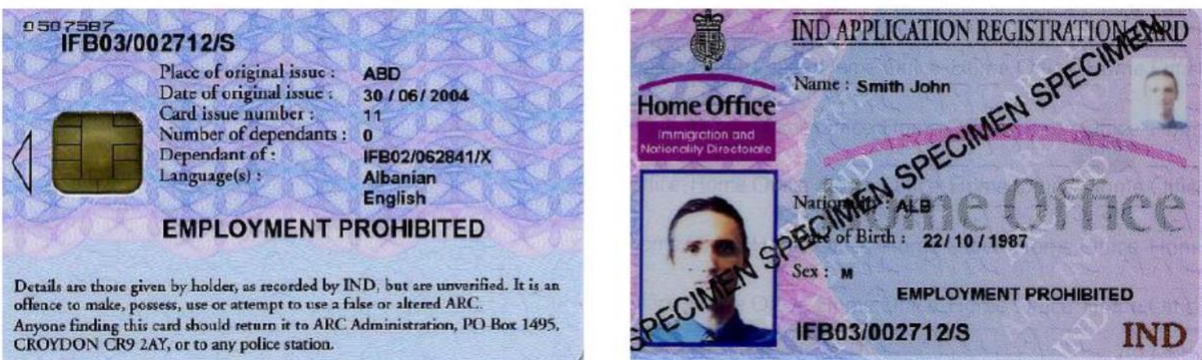 0507587
IFB03/002712/S
Place of original issue : ABD
Date of original issue : 30 / 06 / 2004
Card issue number : 11
Number of dependants : 0
Dependant of : IFB02/062841/X
Language(s) : Albanian
English
EMPLOYMENT PROHIBITED
Details are those given by holder, as recorded by IND, but are unverified. It is an
offence to make, possess, use or attempt to use a false or altered ARC.
Anyone finding this card should return it to ARC Administration, PO Box 1495,
CROYDON CR9 2AY, or to any police station.
IND APPLICATION REGISTRATION CARD
Home Office
Immigration and
Nationality Directorate
Name : Smith John
SPECIMEN SPECIMEN SPECIMEN SPECIMEN
Home Office
Nationality : ALB
Date of Birth : 22 / 10 / 1987
Sex : M
EMPLOYMENT PROHIBITED
IFB03/002712/S
IND